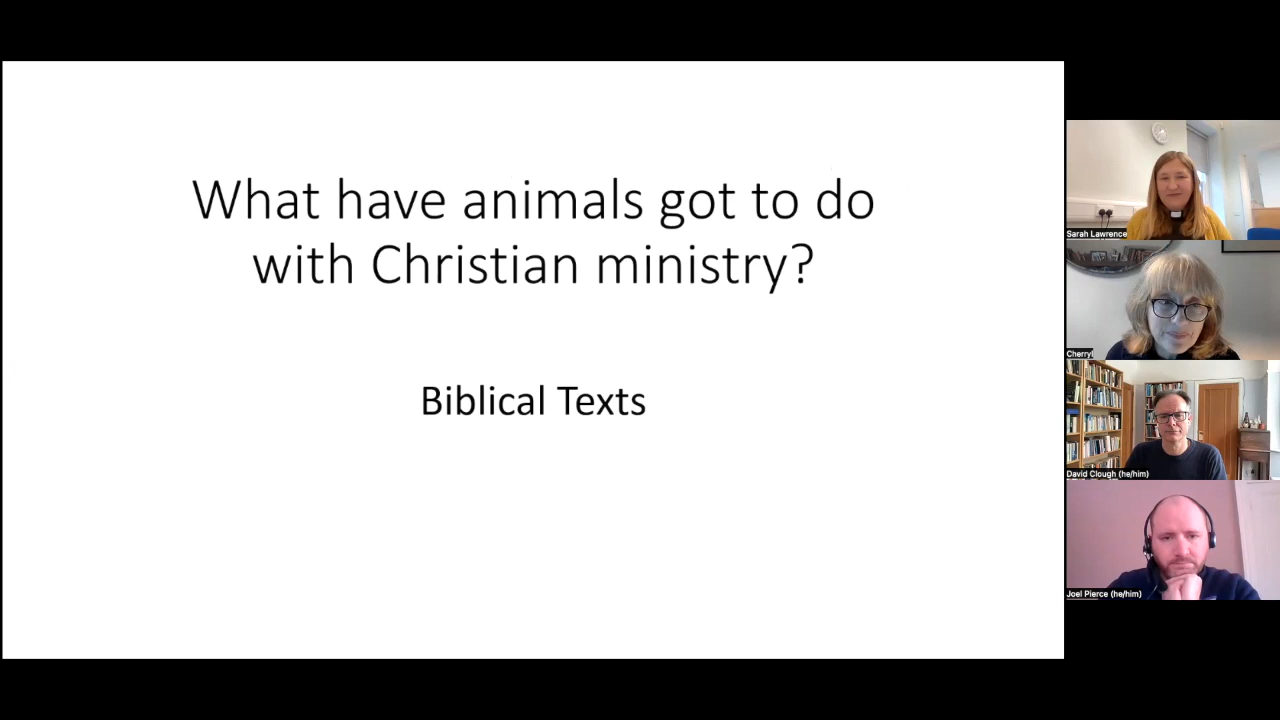 What have animals got to do
with Christian ministry?
Biblical Texts
Sarah Lawrence
Cherryl
David Clough (he/him)
Joel Pierce (he/him)